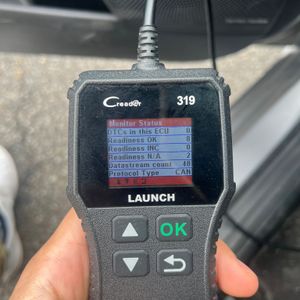 Creader 319
Monitor Status
DTCs in this ECU 0
Readiness OK 8
Readiness INC 0
Readiness N/A 2
Datastream count 48
Protocol Type CAN
LAUNCH
OK